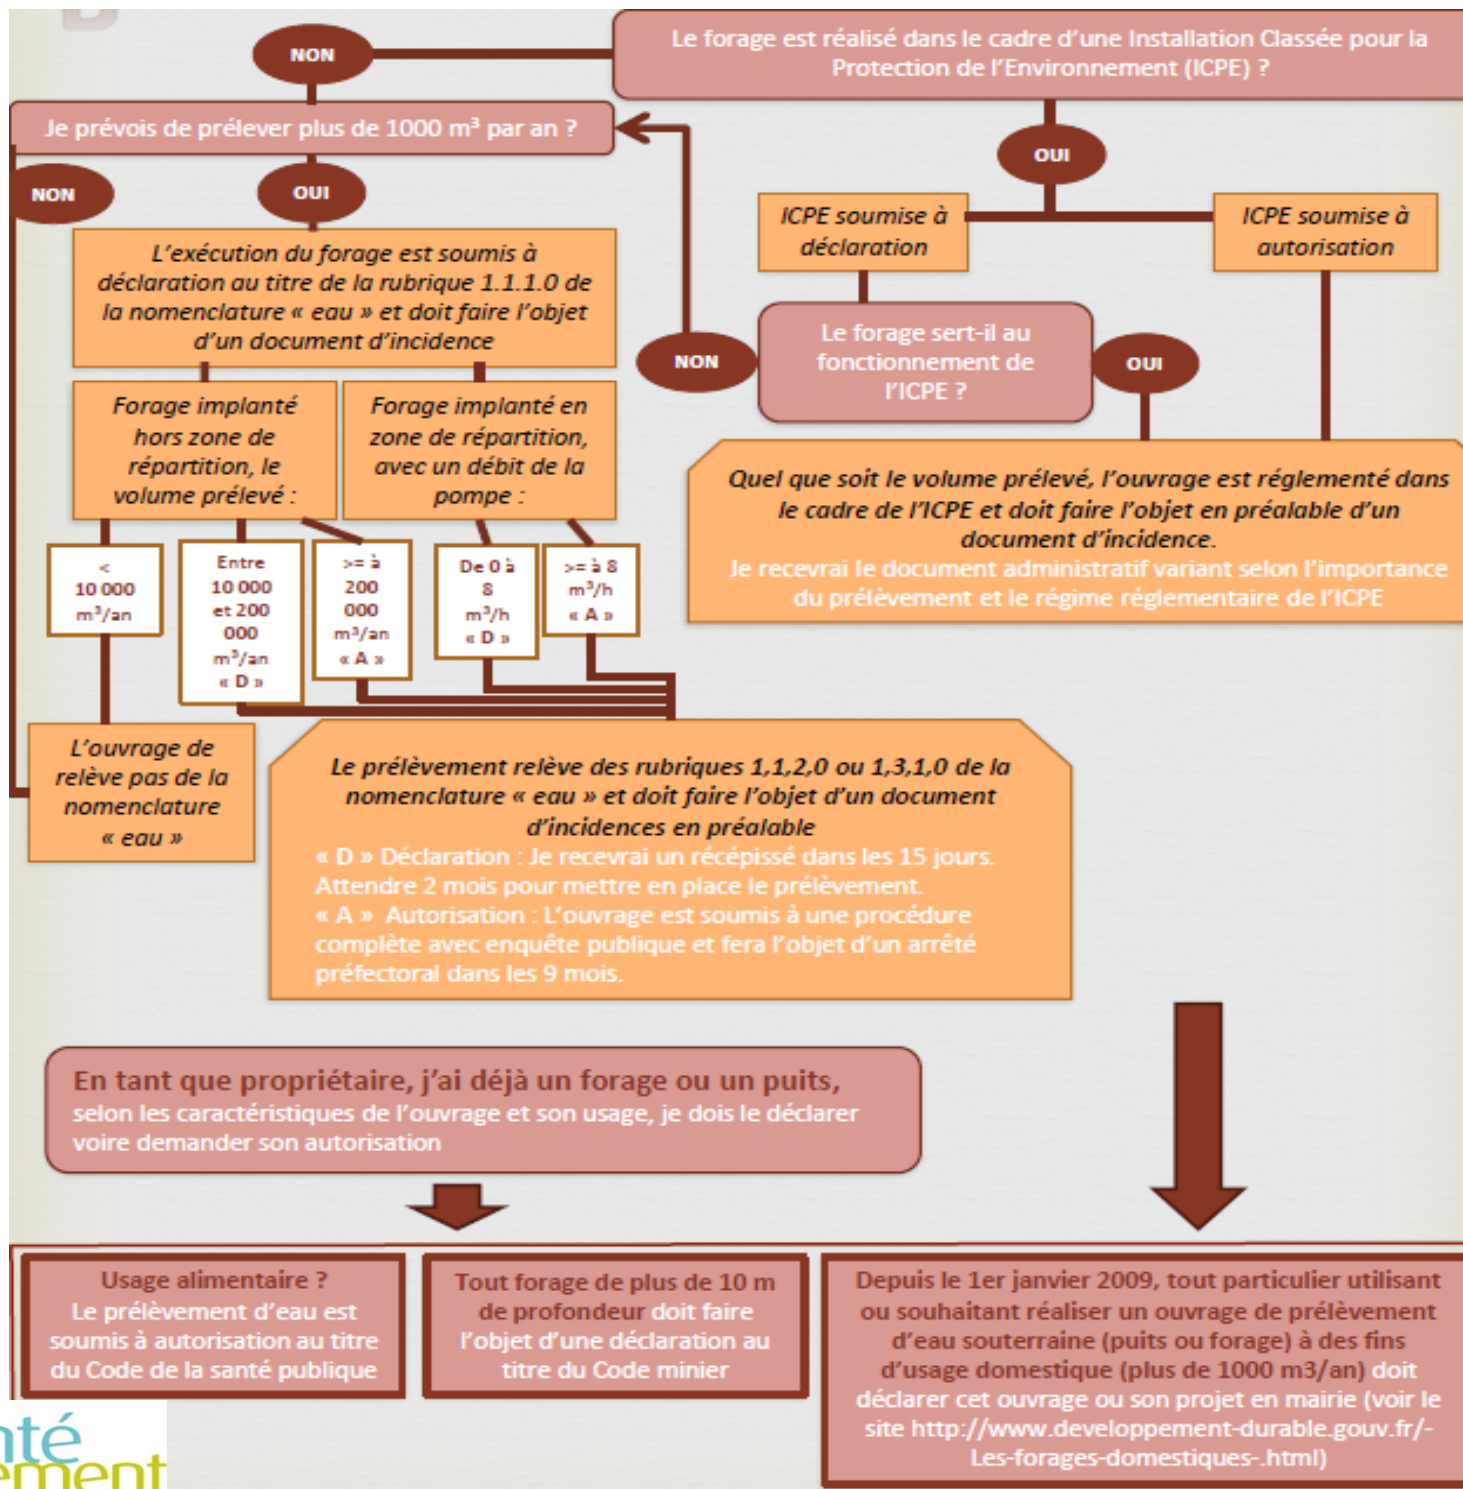 Le forage est réalisé dans le cadre d'une Installation Classée pour la
Protection de l'Environnement (ICPE) ?
NON
Je prévois de prélever plus de 1000 m³ par an ?
OUI
NON
OUI
ICPE soumise à
déclaration
ICPE soumise à
autorisation
L'exécution du forage est soumis à
déclaration au titre de la rubrique 1.1.1.0 de
la nomenclature « eau » et doit faire l'objet
d'un document d'incidence
Le forage sert-il au
fonctionnement de
l'ICPE ?
NON
OUI
Forage implanté
hors zone de
répartition, le
volume prélevé :
Forage implanté en
zone de répartition,
avec un débit de la
pompe :
Quel que soit le volume prélevé, l'ouvrage est réglementé dans
le cadre de l'ICPE et doit faire l'objet en préalable d'un
document d'incidence.
Je recevrai le document administratif variant selon l'importance
du prélèvement et le régime réglementaire de l'ICPE
<
10 000
m³/an
Entre
10 000
et 200
000
m³/an
« D »
>= à
200
000
m³/an
« A »
De 0 à
8
m³/h
« D »
>= à 8
m³/h
« A »
L'ouvrage de
relève pas de la
nomenclature
« eau »
Le prélèvement relève des rubriques 1,1,2,0 ou 1,3,1,0 de la
nomenclature « eau » et doit faire l'objet d'un document
d'incidences en préalable
« D » Déclaration : Je recevrai un récépissé dans les 15 jours.
Attendre 2 mois pour mettre en place le prélèvement.
« A » Autorisation : L'ouvrage est soumis à une procédure
complète avec enquête publique et fera l'objet d'un arrêté
préfectoral dans les 9 mois.
En tant que propriétaire, j'ai déjà un forage ou un puits,
selon les caractéristiques de l'ouvrage et son usage, je dois le déclarer
voire demander son autorisation
Usage alimentaire ?
Le prélèvement d'eau est
soumis à autorisation au titre
du Code de la santé publique
Tout forage de plus de 10 m
de profondeur doit faire
l'objet d'une déclaration au
titre du Code minier
Depuis le 1er janvier 2009, tout particulier utilisant
ou souhaitant réaliser un ouvrage de prélèvement
d'eau souterraine (puits ou forage) à des fins
d'usage domestique (plus de 1000 m3/an) doit
déclarer cet ouvrage ou son projet en mairie (voir le
site http://www.developpement-durable.gouv.fr/-
Les-forages-domestiques-.html)
nté
ement